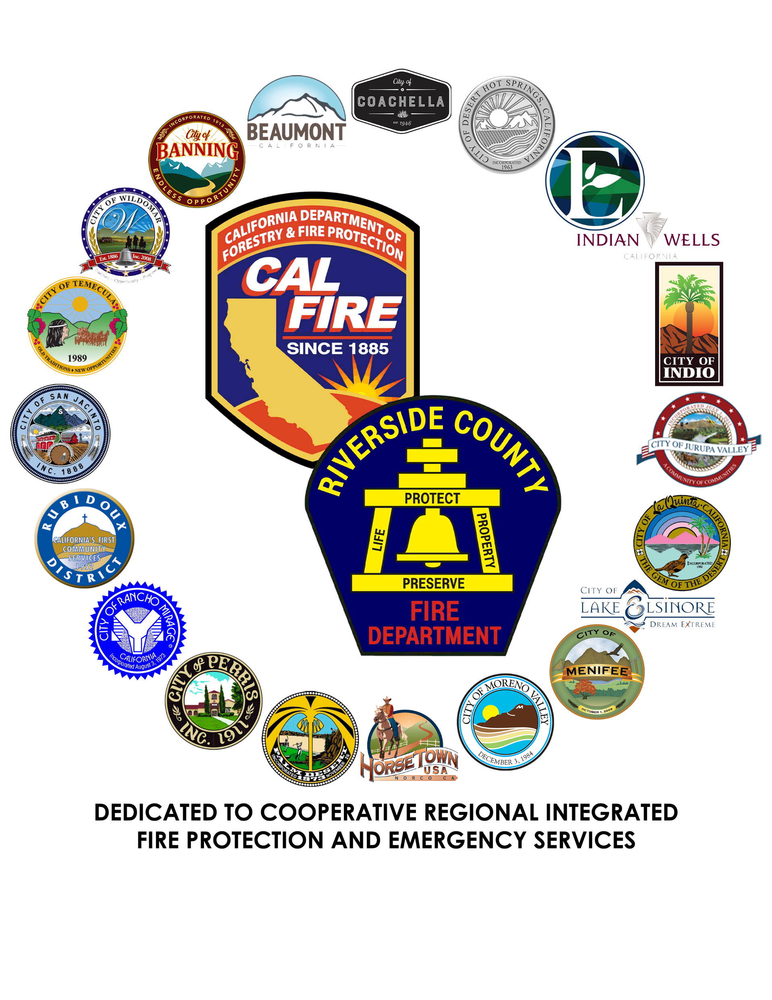 City of
COACHELLA
EST. 1946
BEAUMONT
CALIFORNIA
CITY OF DESERT HOT SPRINGS, CALIFORNIA
INCORPORATED
1963
INCORPORATED 1913
City of
BANNING
ENDLESS OPPORTUNITY
E
CITY OF WILDOMAR
W
Est. 1886 Inc. 2008
Tradition - Opportunity - Progress
INDIAN WELLS
CALIFORNIA
CALIFORNIA DEPARTMENT OF
FORESTRY & FIRE PROTECTION
CAL
FIRE
SINCE 1885
CITY OF TEMECULA
1989
OLD TRADITIONS ♦ NEW OPPORTUNITIES
CITY OF
INDIO
CITY OF SAN JACINTO
S
INC. 1888
INCORPORATED JULY 1, 2011
CITY OF JURUPA VALLEY
A COMMUNITY OF COMMUNITIES
RIVERSIDE COUNTY
PROTECT
LIFE
PROPERTY
PRESERVE
FIRE
DEPARTMENT
RUBIDOUX
CALIFORNIA'S FIRST
COMMUNITY
SERVICES
1952
DISTRICT
CITY OF La Quinta · CALIFORNIA
INCORPORATED
1982
THE GEM OF THE DESERT
CITY OF RANCHO MIRAGE ©
CALIFORNIA
Incorporated August 3, 1973
CITY OF
LAKE ELSINORE
DREAM EXTREME
TM
CITY OF
MENIFEE
OCTOBER 1, 2008
CITY of PERRIS
INC. 1911
PALM DESERT
INCORPORATED 1973 NOVEMBER 26
HORSETOWN
USA
NORCO CA
CITY OF MORENO VALLEY
M
DECEMBER 3, 1984
DEDICATED TO COOPERATIVE REGIONAL INTEGRATED
FIRE PROTECTION AND EMERGENCY SERVICES